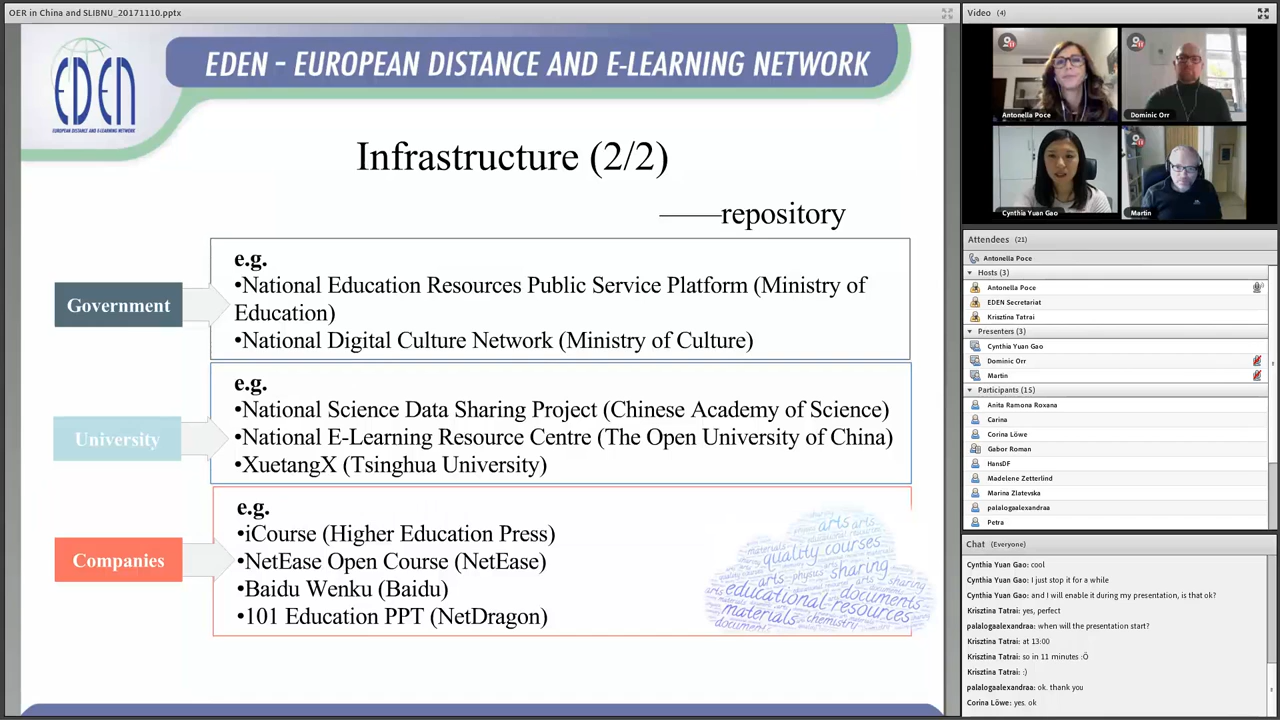 OER in China and SLIBNU_20171110.pptx
EDEN
EUROPEAN DISTANCE AND E-LEARNING NETWORK
EDEN – EUROPEAN DISTANCE AND E-LEARNING NETWORK
Infrastructure (2/2)
——repository
Government
e.g.
•National Education Resources Public Service Platform (Ministry of
Education)
•National Digital Culture Network (Ministry of Culture)
University
e.g.
•National Science Data Sharing Project (Chinese Academy of Science)
•National E-Learning Resource Centre (The Open University of China)
•XuetangX (Tsinghua University)
Companies
e.g.
•iCourse (Higher Education Press)
•NetEase Open Course (NetEase)
•Baidu Wenku (Baidu)
•101 Education PPT (NetDragon)
arts arts
quality courses
arts physics sharing
educational resources
documents
materials chemistry
Video (4)
Antonella Poce
Dominic Orr
Cynthia Yuan Gao
Martin
Attendees (21)
Antonella Poce
Hosts (3)
Antonella Poce
EDEN Secretariat
Krisztina Tatrai
Presenters (3)
Cynthia Yuan Gao
Dominic Orr
Martin
Participants (15)
Anita Ramona Roxana
Carina
Corina Löwe
Gabor Roman
HansDF
Madelene Zetterlind
Marina Zlatevska
palalogaalexandraa
Petra
Chat (Everyone)
Cynthia Yuan Gao: cool
Cynthia Yuan Gao: I just stop it for a while
Cynthia Yuan Gao: and I will enable it during my presentation, is that ok?
Krisztina Tatrai: yes, perfect
palalogaalexandraa: when will the presentation start?
Krisztina Tatrai: at 13:00
Krisztina Tatrai: so in 11 minutes :Ö
Krisztina Tatrai: :)
palalogaalexandraa: ok. thank you
Corina Löwe: yes. ok